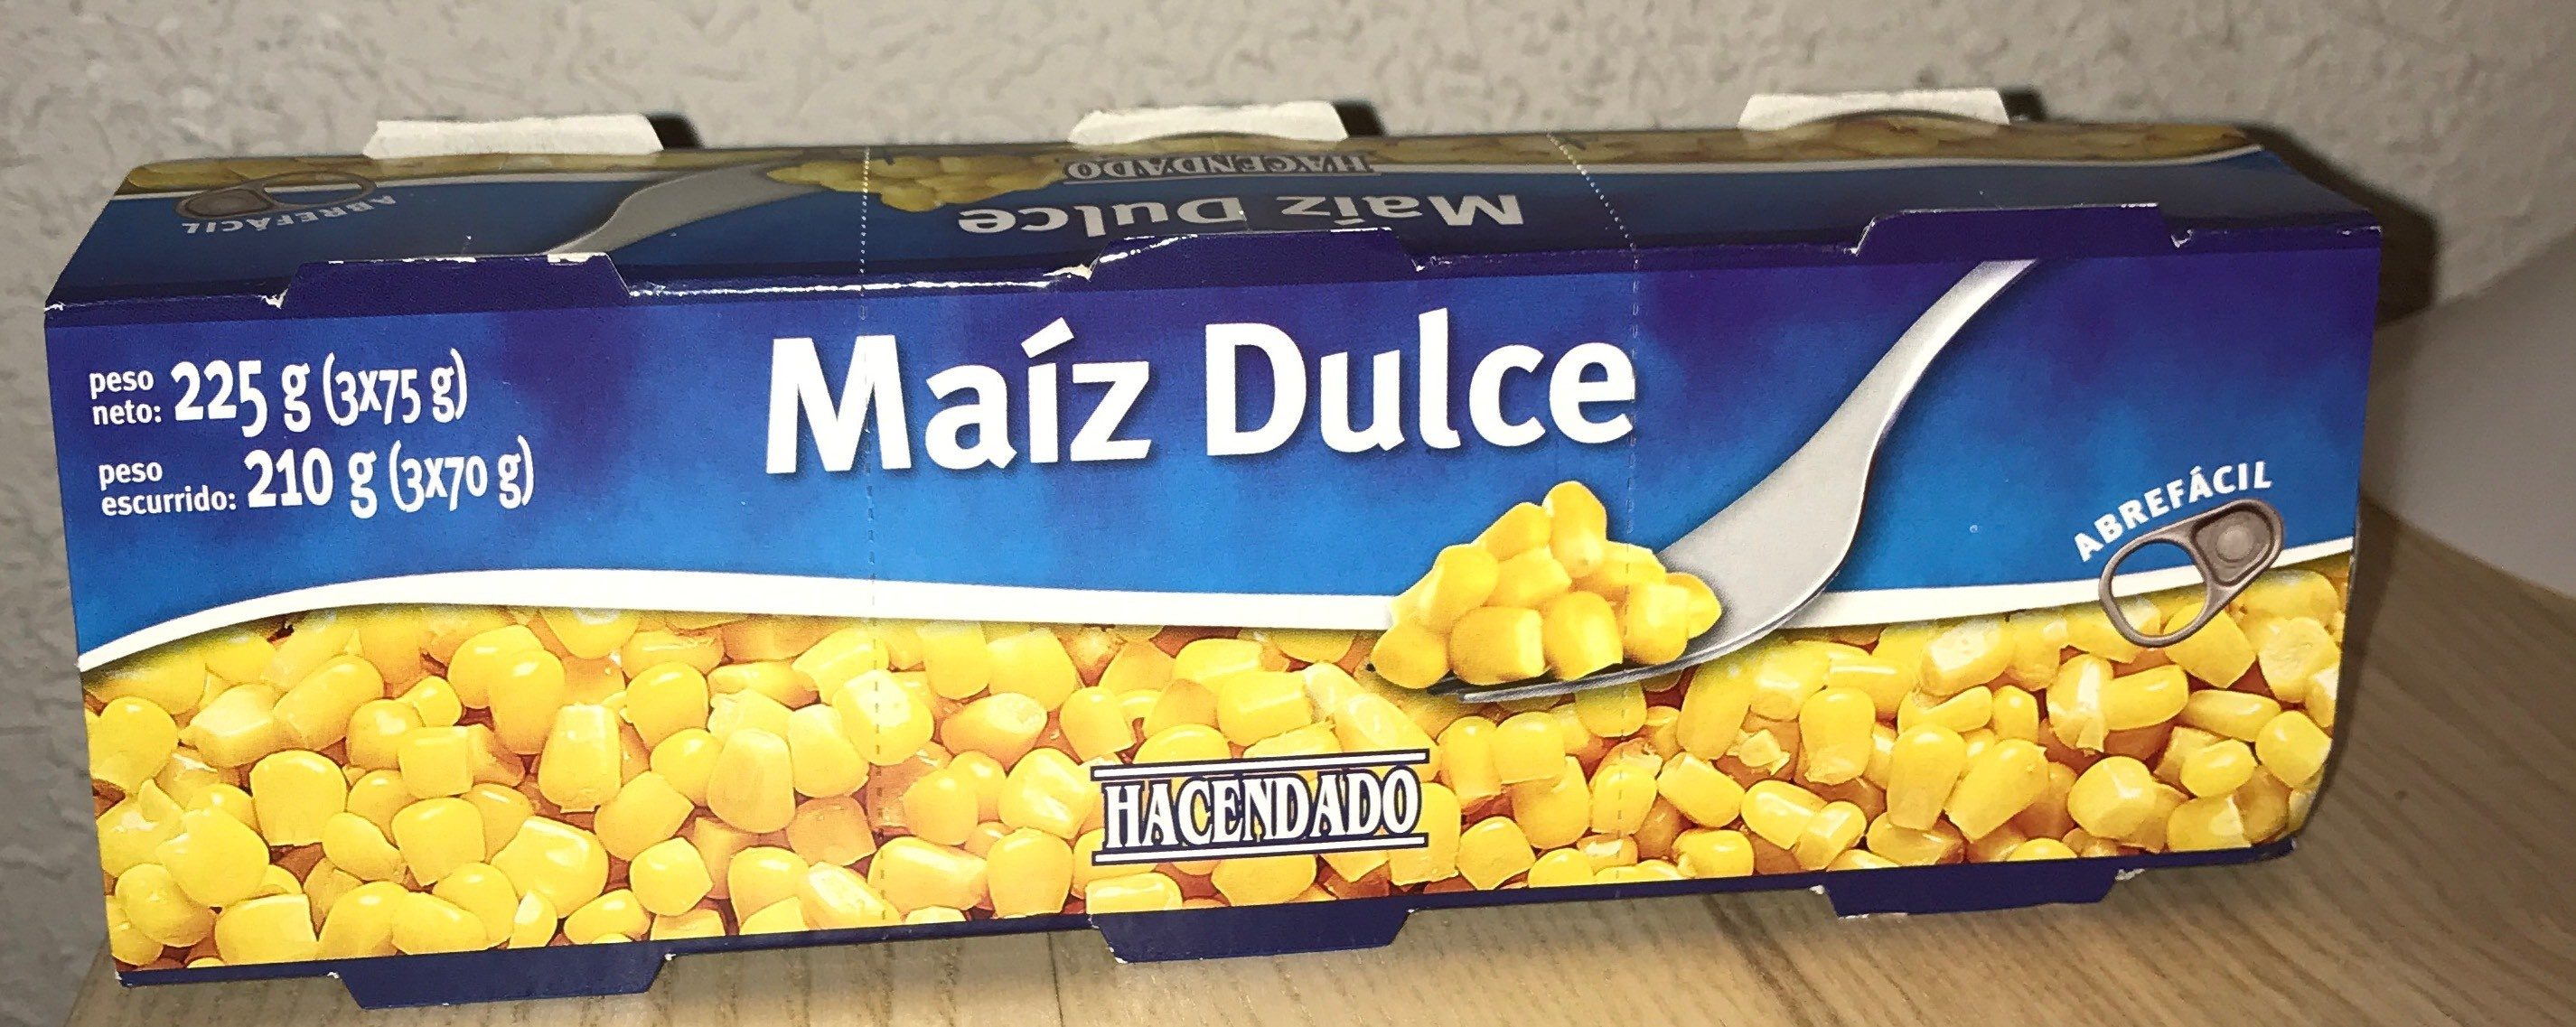 HACENDADO
Maíz Dulce
ABREFÁCIL
Maíz Dulce
peso neto: 225 g (3x75 g)
peso escurrido: 210 g (3x70 g)
ABREFÁCIL
HACENDADO